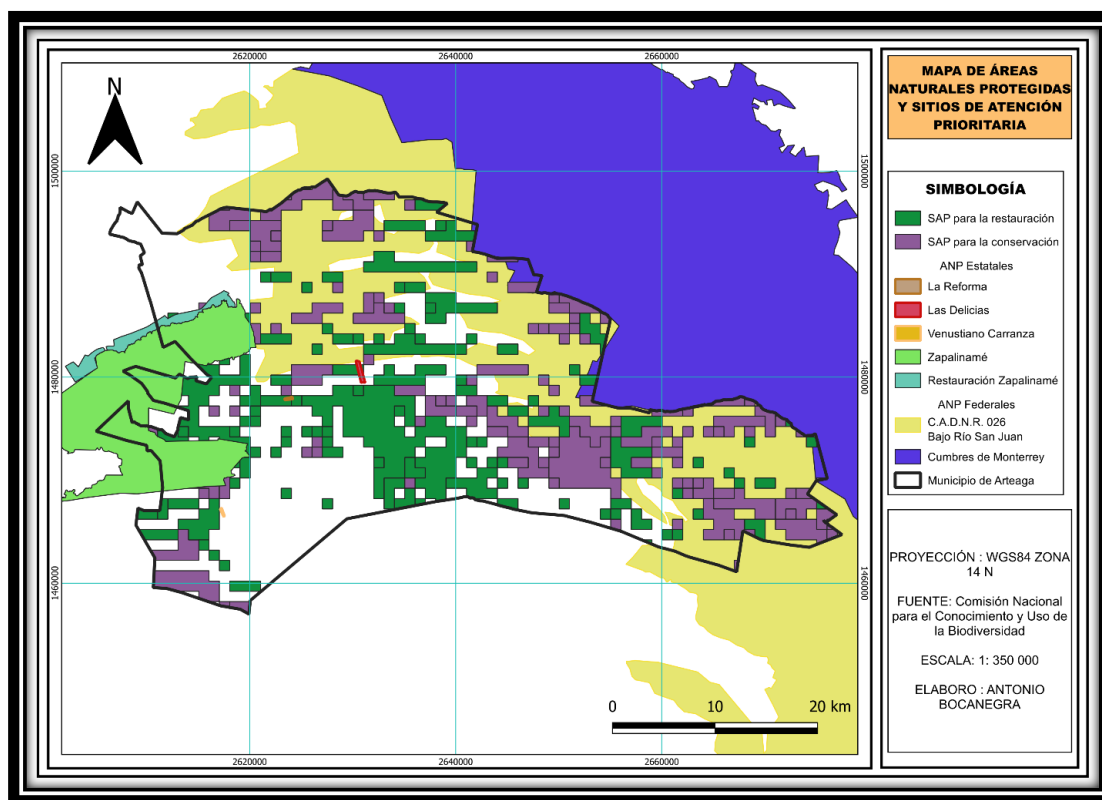 MAPA DE ÁREAS
NATURALES PROTEGIDAS
Y SITIOS DE ATENCIÓN
PRIORITARIA
SIMBOLOGÍA
SAP para la restauración
SAP para la conservación
ANP Estatales
La Reforma
Las Delicias
Venustiano Carranza
Zapalinamé
Restauración Zapalinamé
ANP Federales
C.A.D.N.R. 026
Bajo Río San Juan
Cumbres de Monterrey
Municipio de Arteaga
PROYECCIÓN : WGS84 ZONA
14 N
FUENTE: Comisión Nacional
para el Conocimiento y Uso de
la Biodiversidad
ESCALA: 1: 350 000
ELABORO : ANTONIO
BOCANEGRA
N
2620000 2640000 2660000
1500000 1500000
1480000 1480000
1460000 1460000
0 10 20 km
2620000 2640000 2660000